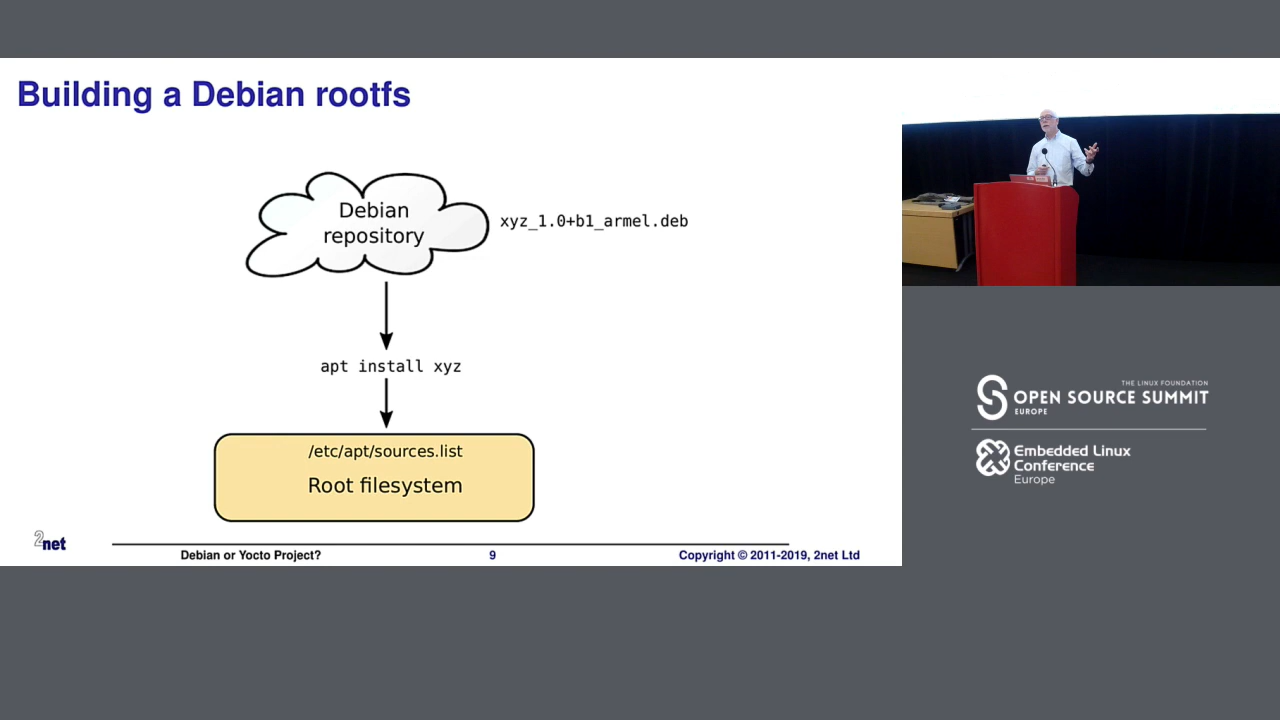 Building a Debian rootfs
Debian
repository
xyz_1.0+b1_armel.deb
apt install xyz
/etc/apt/sources.list
Root filesystem
2net
Debian or Yocto Project?
9
Copyright © 2011-2019, 2net Ltd
THE LINUX FOUNDATION
OPEN SOURCE SUMMIT
EUROPE
Embedded Linux
Conference
Europe